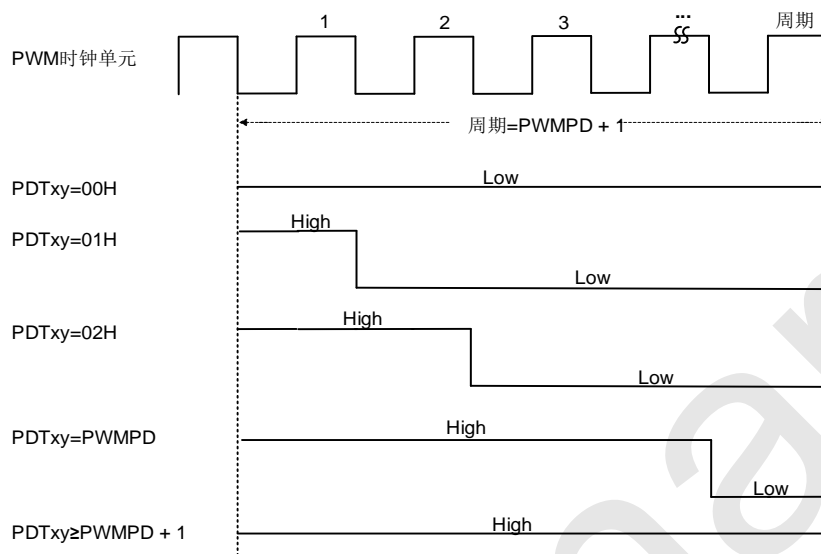 1 2 3 ... 周期
PWM时钟单元
周期=PWMPD + 1
PDTxy=00H Low
High
PDTxy=01H
Low
PDTxy=02H High
Low
PDTxy=PWMPD High
Low
PDTxy≥PWMPD + 1 High